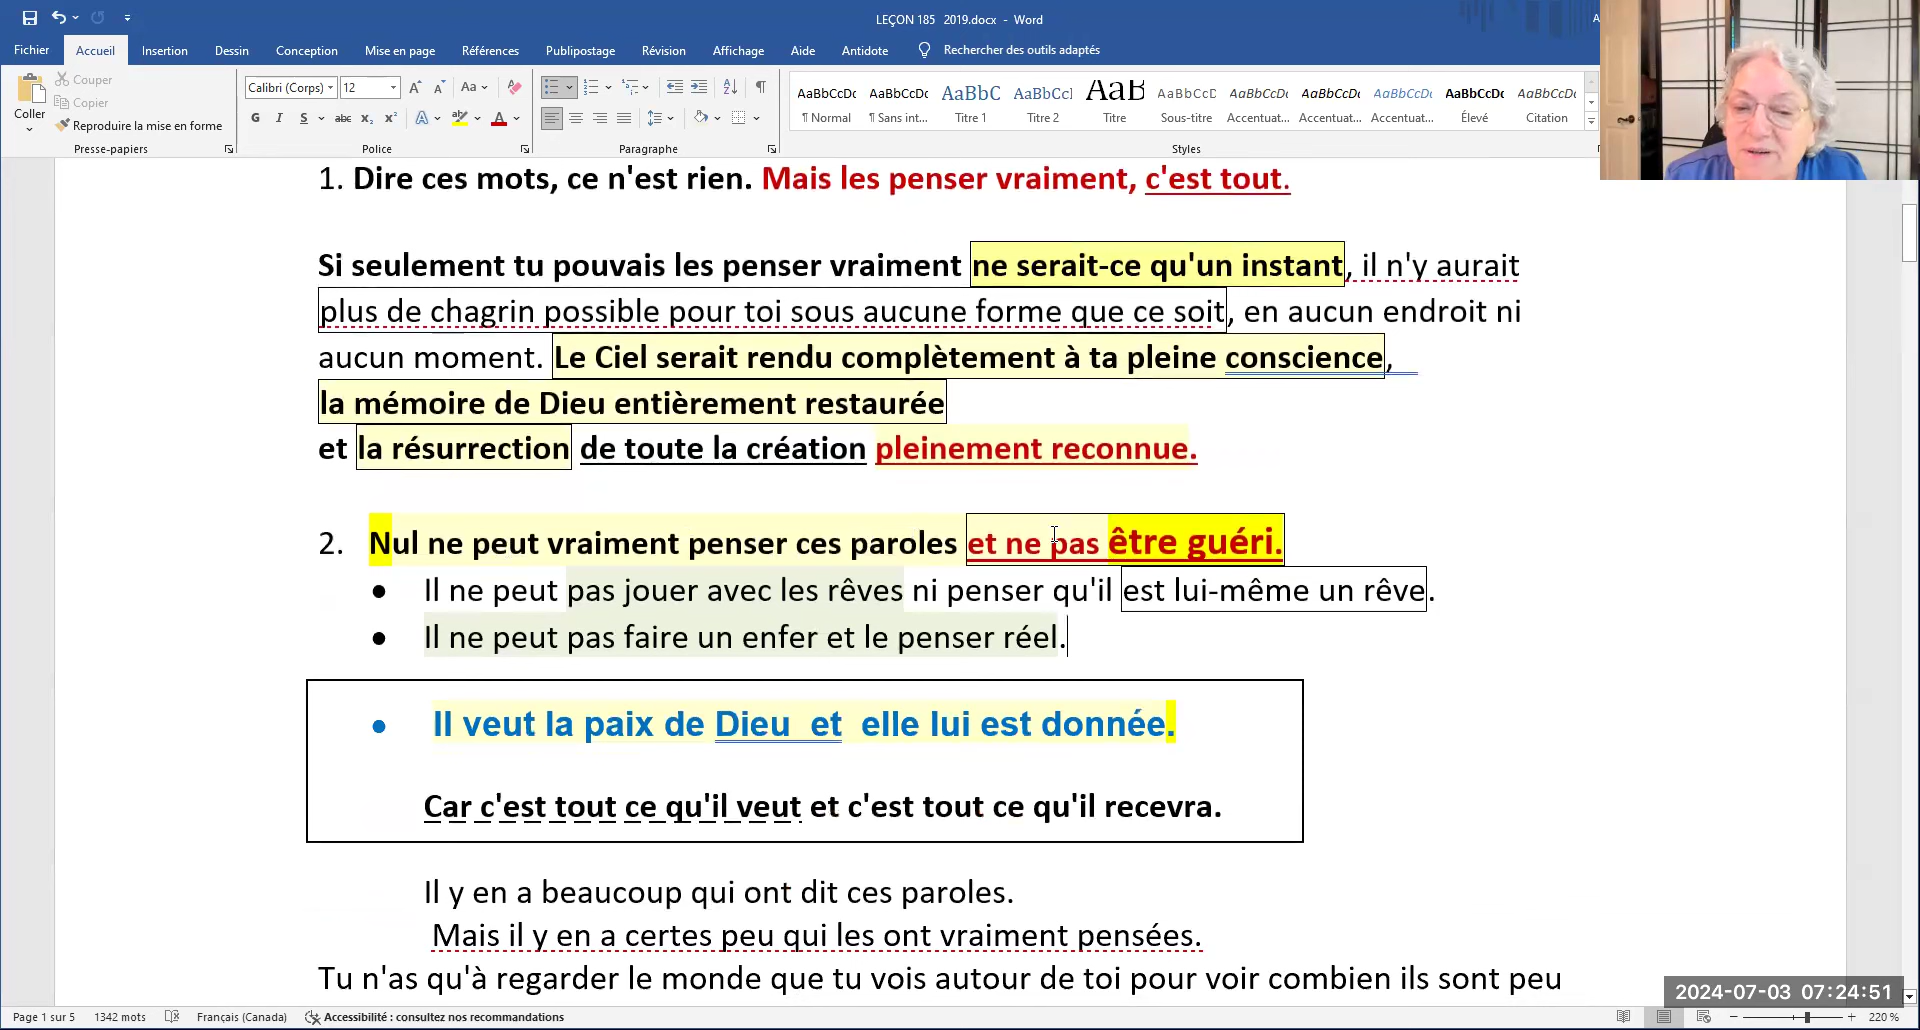 LEÇON 185 2019.docx - Word
Fichier Accueil Insertion Dessin Conception Mise en page Références Publipostage Révision Affichage Aide Antidote Rechercher des outils adaptés
Coller
Couper
Copier
Reproduire la mise en forme
Presse-papiers
Calibri (Corps) 12
G I S abc x₂ x²
Police
Paragraphe
AaBbCcDc AaBbCcDc AaBbC AaBbCcI AaB AaBbCcD AaBbCcDc AaBbCcDc AaBbCcDc AaBbCcDc AaBbCcDc
¶ Normal ¶ Sans int... Titre 1 Titre 2 Titre Sous-titre Accentuat... Accentuat... Accentuat... Élevé Citation
Styles
1. Dire ces mots, ce n'est rien. Mais les penser vraiment, c'est tout.
Si seulement tu pouvais les penser vraiment ne serait-ce qu'un instant, il n'y aurait
plus de chagrin possible pour toi sous aucune forme que ce soit, en aucun endroit ni
aucun moment. Le Ciel serait rendu complètement à ta pleine conscience,
la mémoire de Dieu entièrement restaurée
et la résurrection de toute la création pleinement reconnue.
2. Nul ne peut vraiment penser ces paroles et ne pas être guéri.
• Il ne peut pas jouer avec les rêves ni penser qu'il est lui-même un rêve.
• Il ne peut pas faire un enfer et le penser réel.
• Il veut la paix de Dieu et elle lui est donnée.
Car c'est tout ce qu'il veut et c'est tout ce qu'il recevra.
Il y en a beaucoup qui ont dit ces paroles.
Mais il y en a certes peu qui les ont vraiment pensées.
Tu n'as qu'à regarder le monde que tu vois autour de toi pour voir combien ils sont peu
2024-07-03 07:24:51
Page 1 sur 5 1342 mots Français (Canada) Accessibilité : consultez nos recommandations 220 %